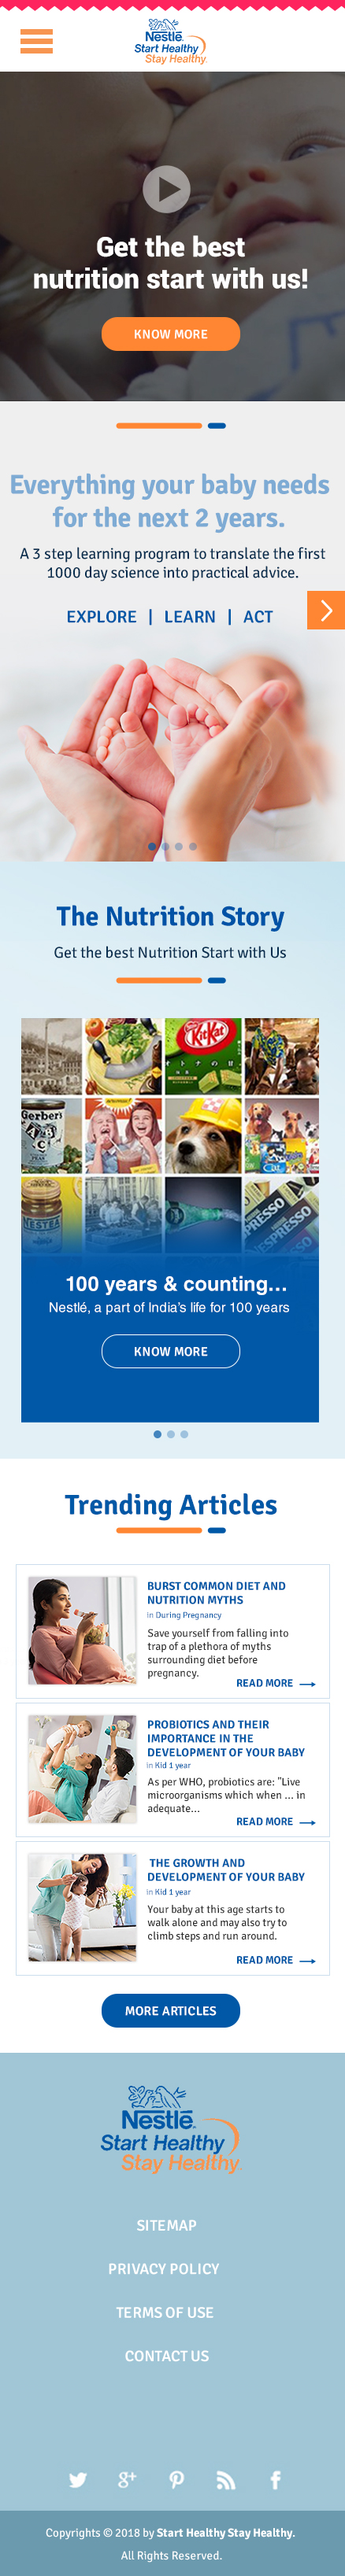 Nestlé
Start Healthy
Stay Healthy.
Get the best
nutrition start with us!
KNOW MORE
Everything your baby needs
for the next 2 years.
A 3 step learning program to translate the first
1000 day science into practical advice.
EXPLORE | LEARN | ACT
The Nutrition Story
Get the best Nutrition Start with Us
KitKat
Gerber's
NESTEA
PRESSO
ESPRESSO
100 years & counting...
Nestlé, a part of India's life for 100 years
KNOW MORE
Trending Articles
BURST COMMON DIET AND
NUTRITION MYTHS
in During Pregnancy
Save yourself from falling into
trap of a plethora of myths
surrounding diet before
pregnancy.
READ MORE
PROBIOTICS AND THEIR
IMPORTANCE IN THE
DEVELOPMENT OF YOUR BABY
in Kid 1 year
As per WHO, probiotics are: "Live
microorganisms which when ... in
adequate...
READ MORE
THE GROWTH AND
DEVELOPMENT OF YOUR BABY
in Kid 1 year
Your baby at this age starts to
walk alone and may also try to
climb steps and run around.
READ MORE
MORE ARTICLES
Nestlé
Start Healthy
Stay Healthy.
SITEMAP
PRIVACY POLICY
TERMS OF USE
CONTACT US
Copyrights © 2018 by Start Healthy Stay Healthy.
All Rights Reserved.